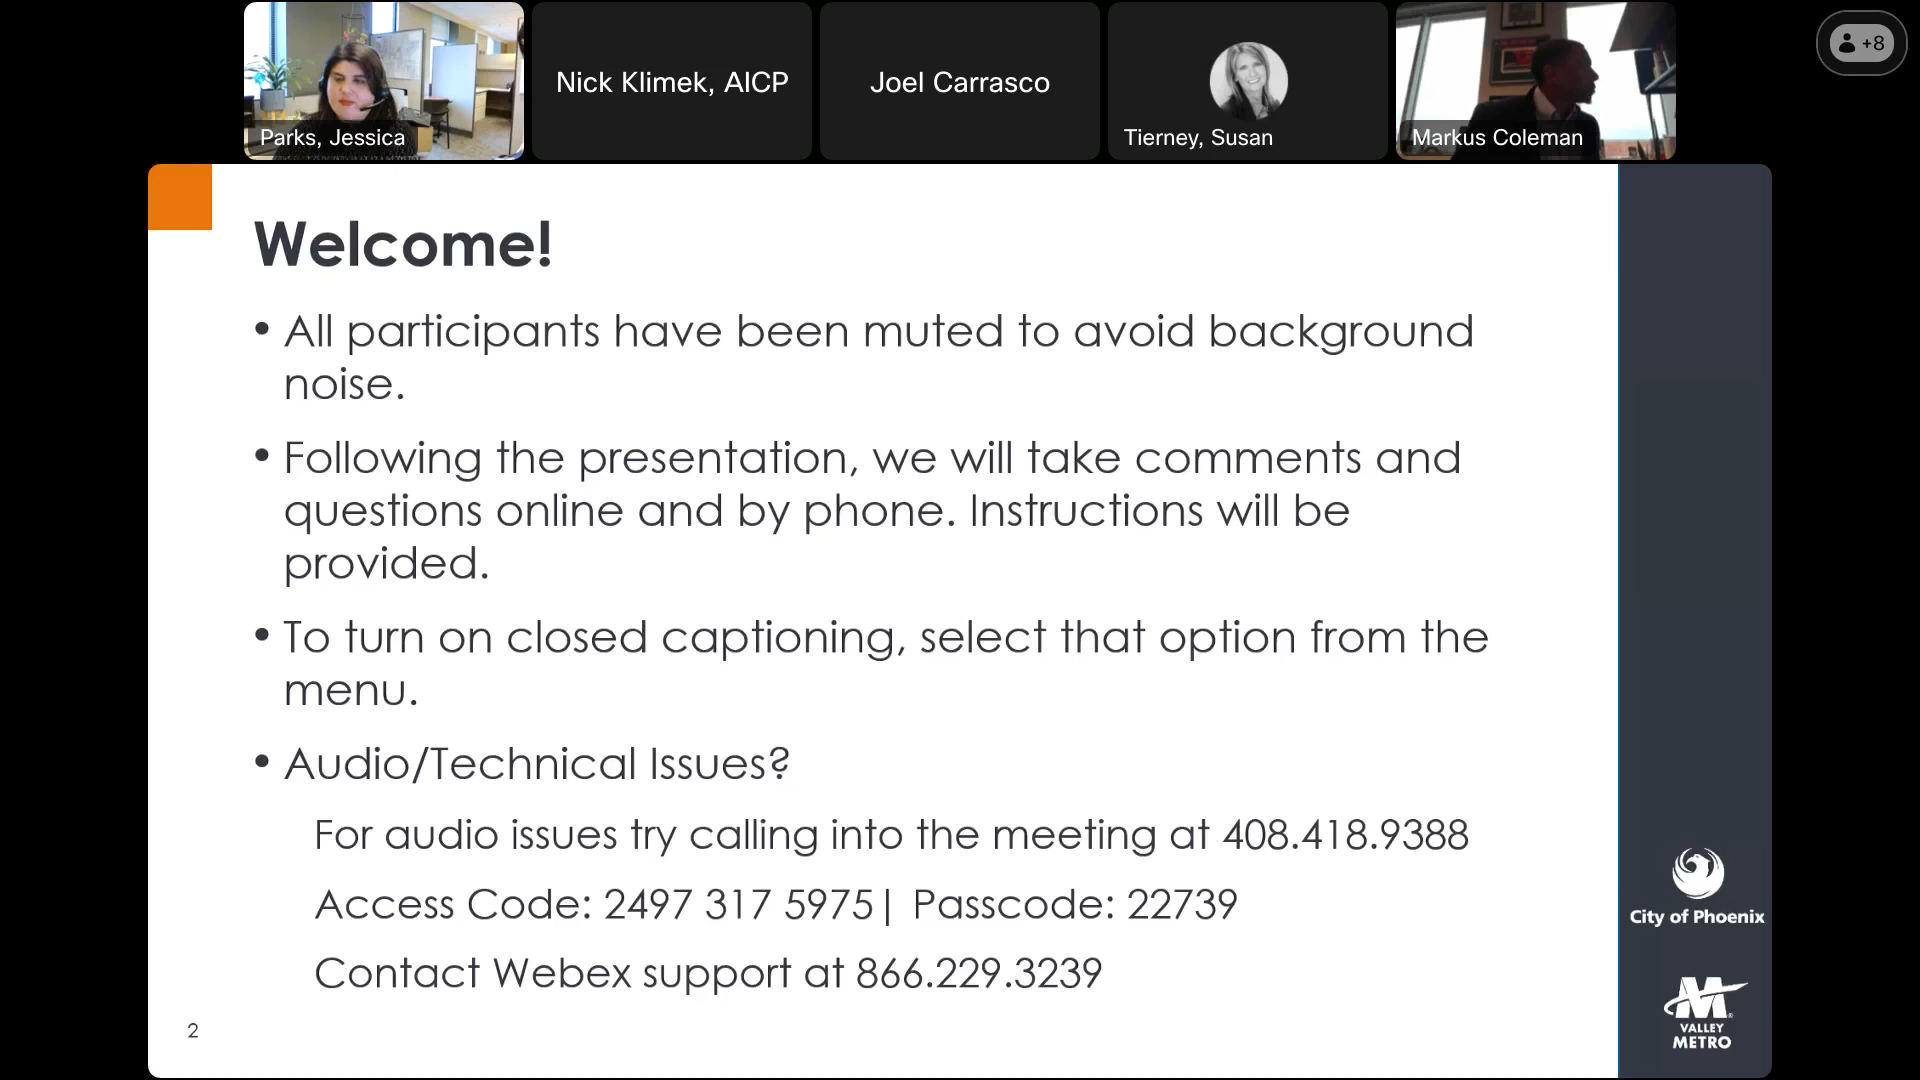 Parks, Jessica
Nick Klimek, AICP
Joel Carrasco
Tierney, Susan
Markus Coleman
+8
Welcome!
• All participants have been muted to avoid background
noise.
• Following the presentation, we will take comments and
questions online and by phone. Instructions will be
provided.
• To turn on closed captioning, select that option from the
menu.
• Audio/Technical Issues?
For audio issues try calling into the meeting at 408.418.9388
Access Code: 2497 317 5975| Passcode: 22739
Contact Webex support at 866.229.3239
2
City of Phoenix
VALLEY
METRO